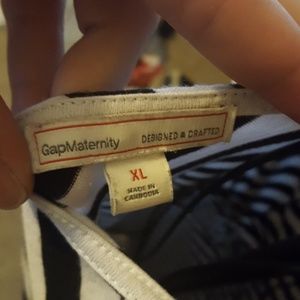 GapMaternity DESIGNED & CRAFTED
XL
MADE IN
CAMBODIA